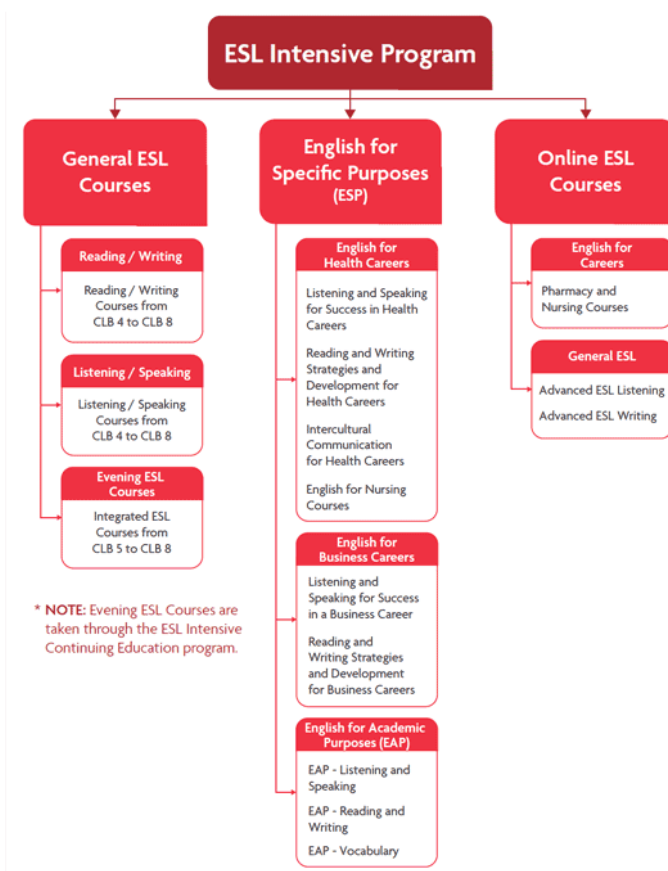 ESL Intensive Program
General ESL
Courses
Reading / Writing
Reading / Writing
Courses from
CLB 4 to CLB 8
Listening / Speaking
Listening / Speaking
Courses from
CLB 4 to CLB 8
Evening ESL
Courses
Integrated ESL
Courses from
CLB 5 to CLB 8
* NOTE: Evening ESL Courses are
taken through the ESL Intensive
Continuing Education program.
English for
Specific Purposes
(ESP)
English for
Health Careers
Listening and Speaking
for Success in Health
Careers
Reading and Writing
Strategies and
Development for
Health Careers
Intercultural
Communication
for Health Careers
English for Nursing
Courses
English for
Business Careers
Listening and
Speaking for Success
in a Business Career
Reading and
Writing Strategies
and Development
for Business Careers
English for Academic
Purposes (EAP)
EAP - Listening and
Speaking
EAP - Reading and
Writing
EAP - Vocabulary
Online ESL
Courses
English for
Careers
Pharmacy and
Nursing Courses
General ESL
Advanced ESL Listening
Advanced ESL Writing